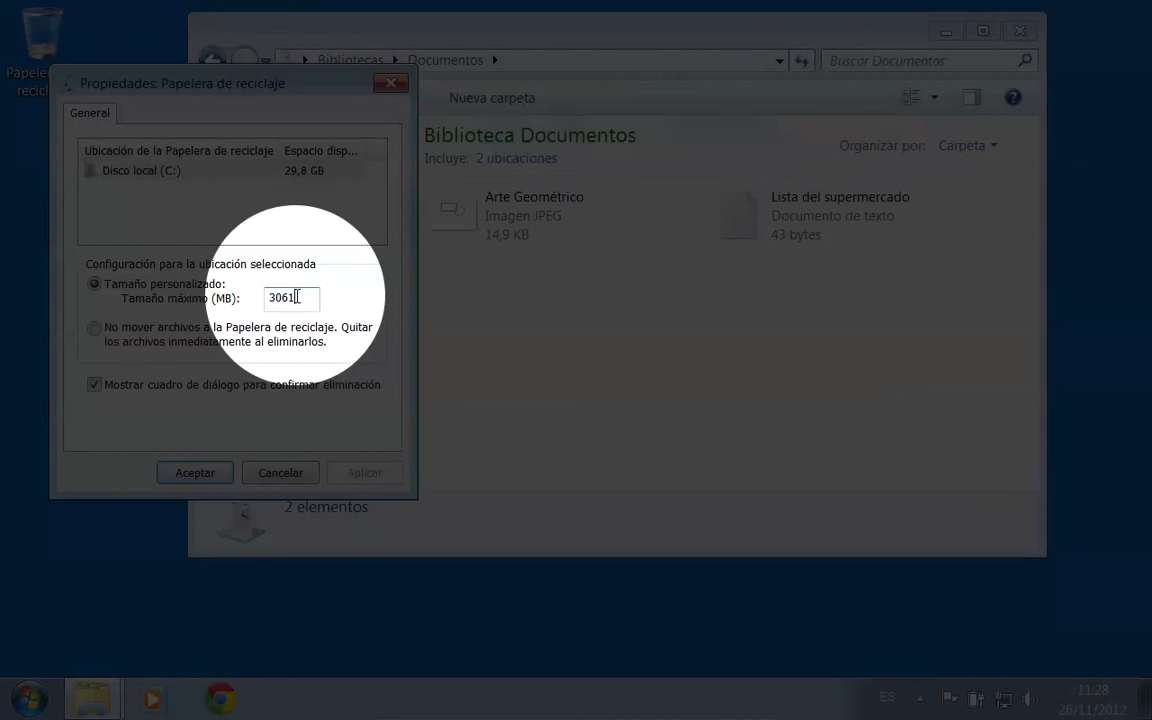 Papeler
recicl
Bibliotecas
Documentos
Buscar Documentos
Propiedades: Papelera de reciclaje
Nueva carpeta
General
Biblioteca Documentos
Incluye: 2 ubicaciones
Organizar por: Carpeta
Ubicación de la Papelera de reciclaje Espacio disp...
Disco local (C:) 29,8 GB
Arte Geométrico
Imagen JPEG
14,9 KB
Lista del supermercado
Documento de texto
43 bytes
Configuración para la ubicación seleccionada
Tamaño personalizado:
Tamaño máximo (MB): 3061
No mover archivos a la Papelera de reciclaje. Quitar
los archivos inmediatamente al eliminarlos.
Mostrar cuadro de diálogo para confirmar eliminación
Aceptar Cancelar Aplicar
2 elementos
ES
11:28
26/11/2012